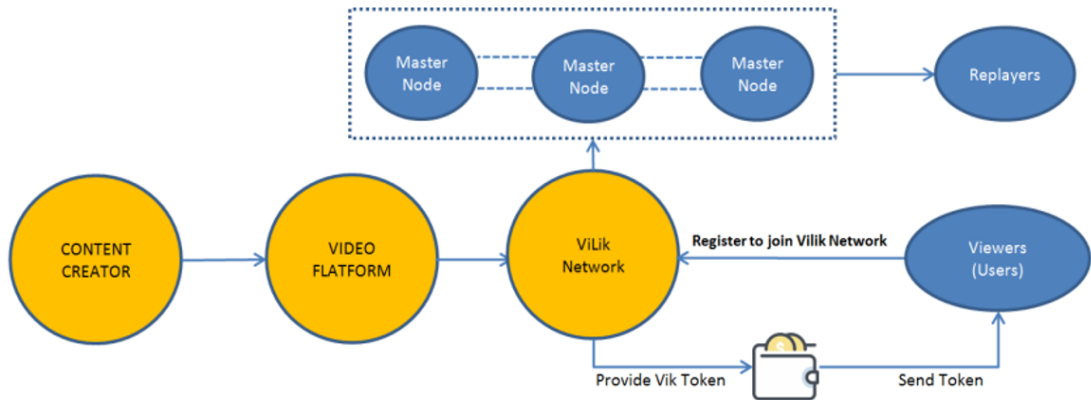 Master
Node
Master
Node
Master
Node
Replayers
CONTENT
CREATOR
VIDEO
FLATFORM
ViLik
Network
Register to join Vilik Network
Viewers
(Users)
$
Provide Vik Token
Send Token